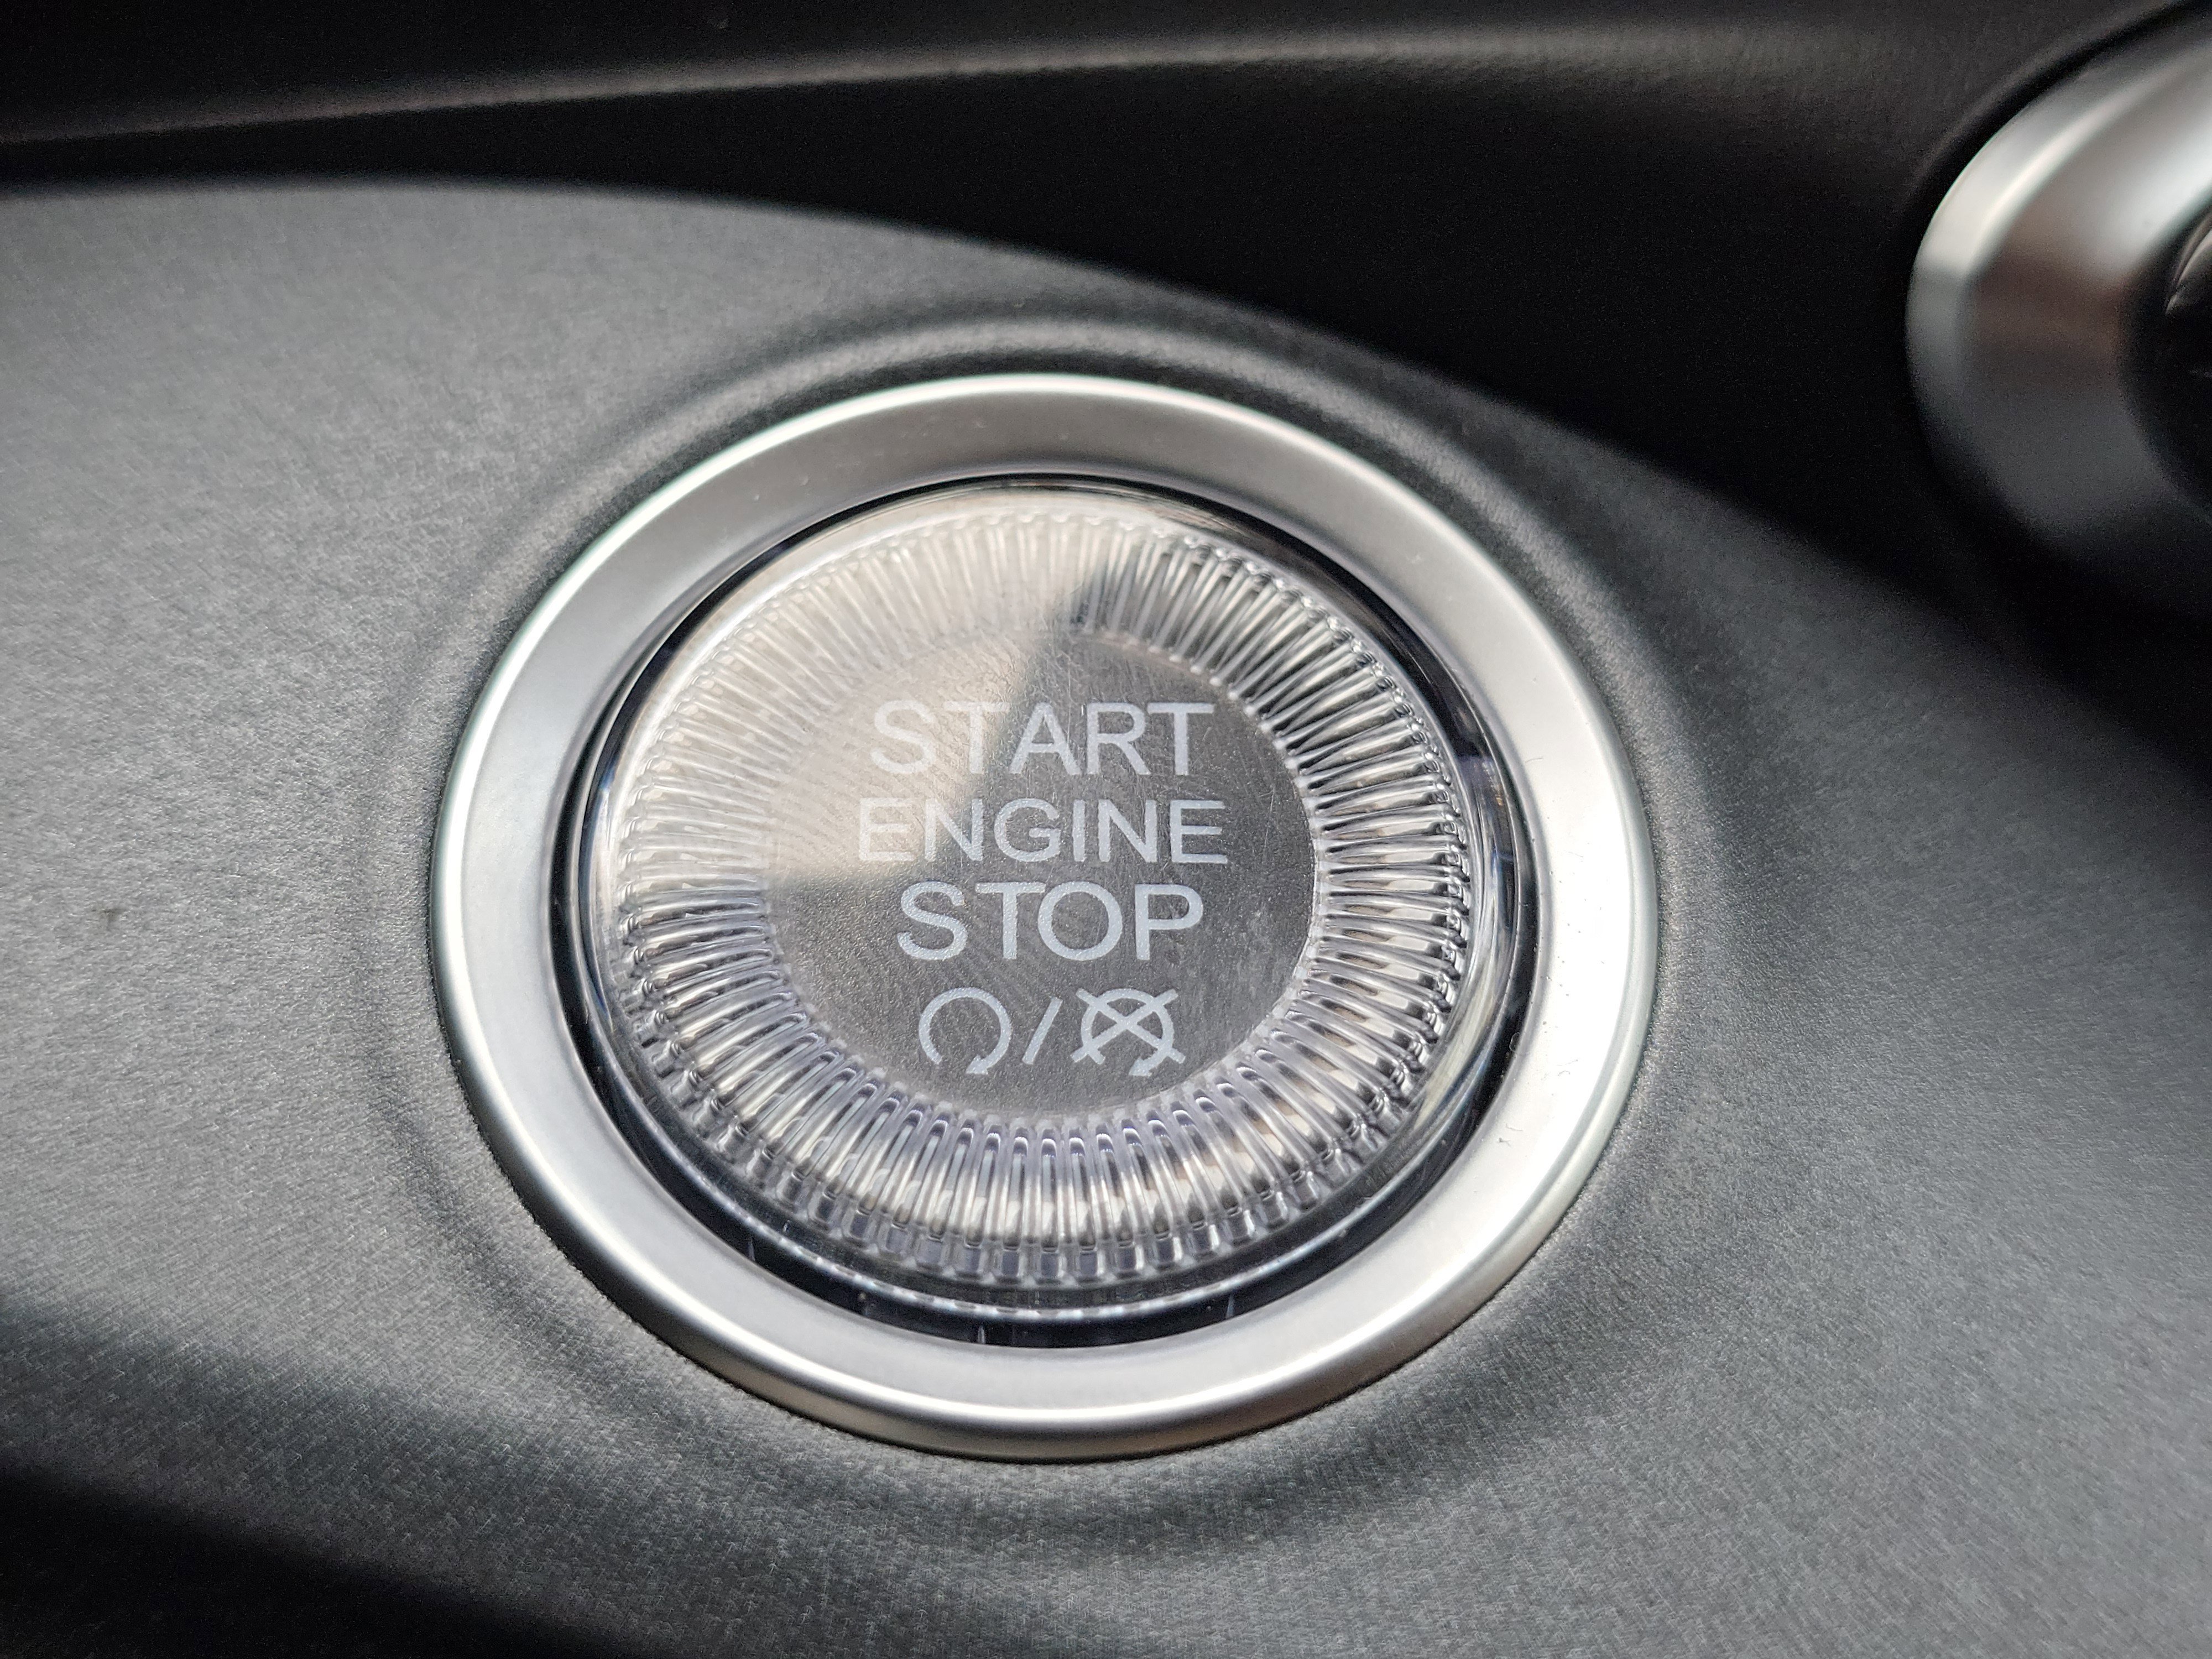 START
ENGINE
STOP
/